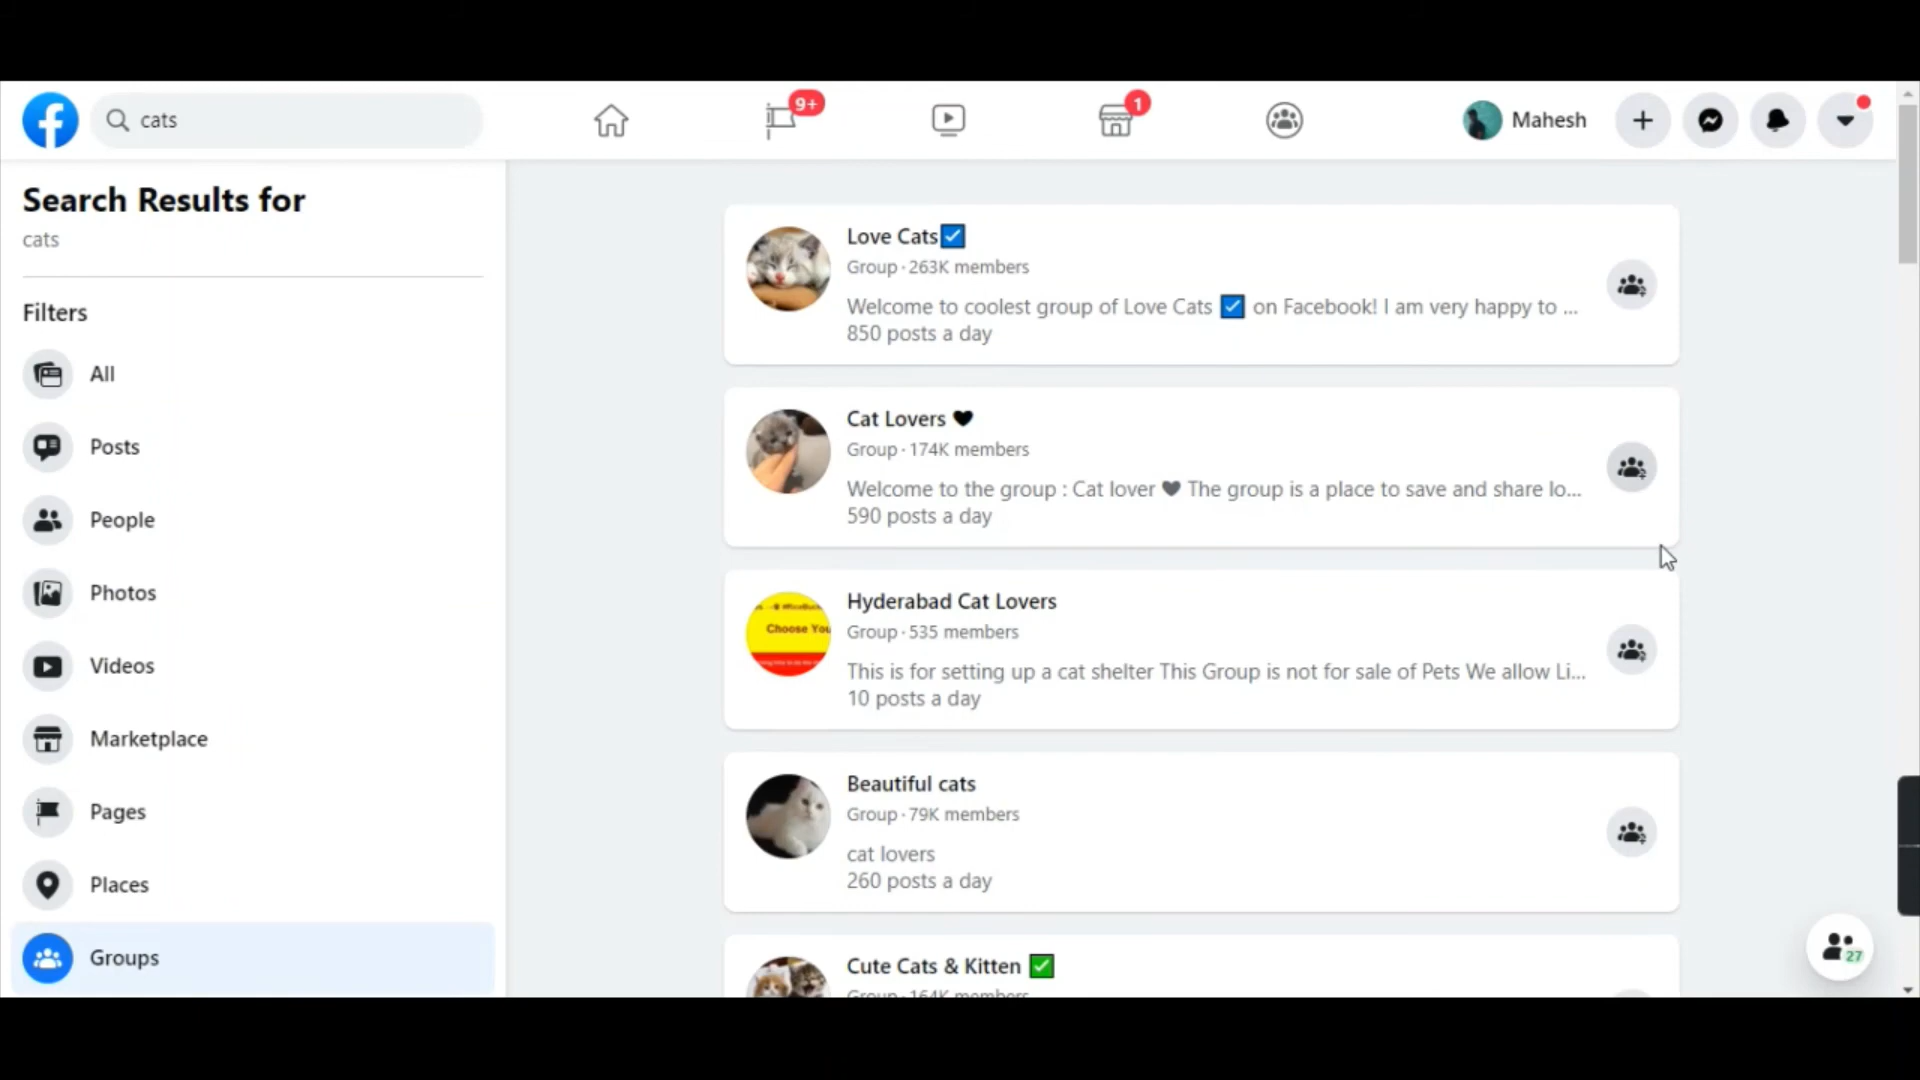 cats
9+
1
Mahesh
Search Results for
cats
Filters
All
Posts
People
Photos
Videos
Marketplace
Pages
Places
Groups
Love Cats☑
Group · 263K members
Welcome to coolest group of Love Cats ☑ on Facebook! I am very happy to ...
850 posts a day
Cat Lovers 🖤
Group · 174K members
Welcome to the group : Cat lover 🖤 The group is a place to save and share lo...
590 posts a day
Choose You
Hyderabad Cat Lovers
Group · 535 members
This is for setting up a cat shelter This Group is not for sale of Pets We allow Li...
10 posts a day
Beautiful cats
Group · 79K members
cat lovers
260 posts a day
Cute Cats & Kitten ✅
Group · 164K members
27